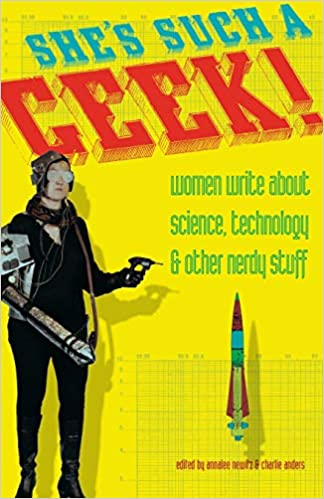 SHE'S SUCH A
GEEK!
women write about
science, technology
& other nerdy stuff
edited by annalee newitz & charlie anders